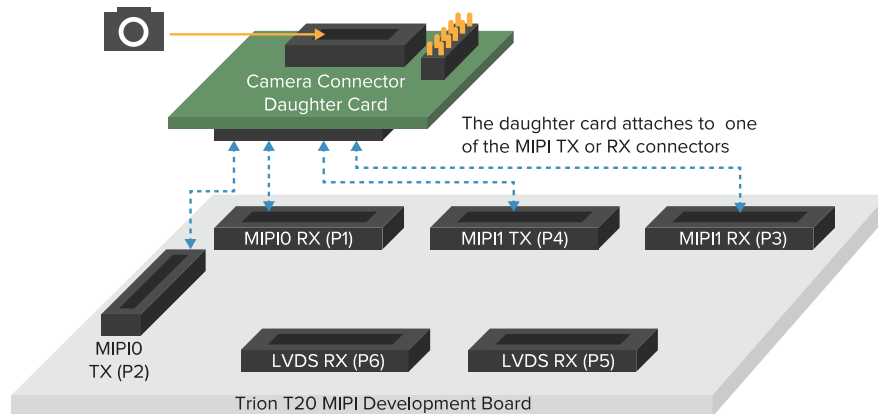 Camera Connector
Daughter Card
The daughter card attaches to one
of the MIPI TX or RX connectors
MIPI0 RX (P1)
MIPI1 TX (P4)
MIPI1 RX (P3)
MIPI0
TX (P2)
LVDS RX (P6)
LVDS RX (P5)
Trion T20 MIPI Development Board